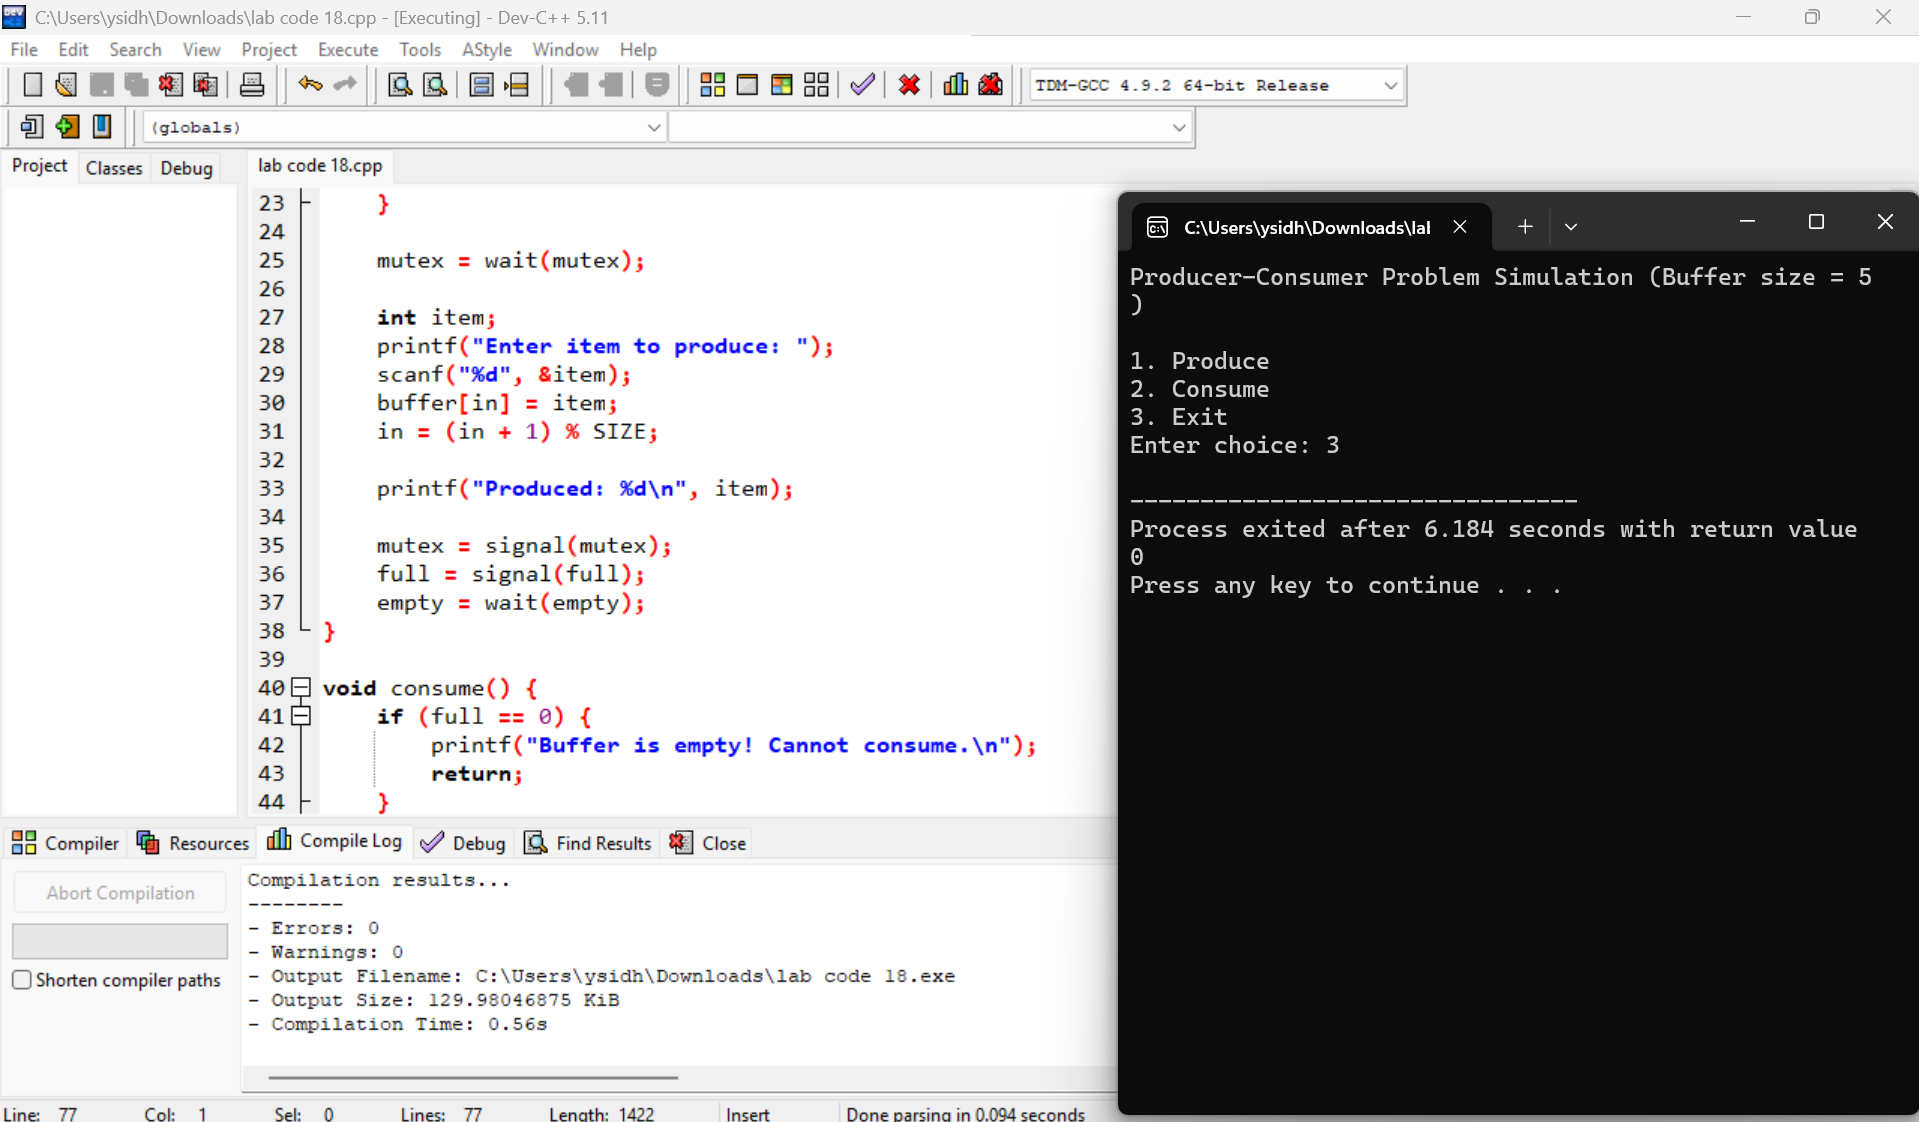 C:\Users\ysidh\Downloads\lab code 18.cpp - [Executing] - Dev-C++ 5.11
File Edit Search View Project Execute Tools AStyle Window Help
TDM-GCC 4.9.2 64-bit Release
(globals)
Project Classes Debug
lab code 18.cpp
23 }
24
25 mutex = wait(mutex);
26
27 int item;
28 printf("Enter item to produce: ");
29 scanf("%d", &item);
30 buffer[in] = item;
31 in = (in + 1) % SIZE;
32
33 printf("Produced: %d\n", item);
34
35 mutex = signal(mutex);
36 full = signal(full);
37 empty = wait(empty);
38 }
39
40 void consume() {
41 if (full == 0) {
42 printf("Buffer is empty! Cannot consume.\n");
43 return;
44 }
C:\Users\ysidh\Downloads\lal
Producer-Consumer Problem Simulation (Buffer size = 5
)
1. Produce
2. Consume
3. Exit
Enter choice: 3
--------------------------------
Process exited after 6.184 seconds with return value
0
Press any key to continue . . .
Compiler Resources Compile Log Debug Find Results Close
Abort Compilation
Shorten compiler paths
Compilation results...
--------
- Errors: 0
- Warnings: 0
- Output Filename: C:\Users\ysidh\Downloads\lab code 18.exe
- Output Size: 129.98046875 KiB
- Compilation Time: 0.56s
Line: 77 Col: 1 Sel: 0 Lines: 77 Length: 1422 Insert Done parsing in 0.094 seconds